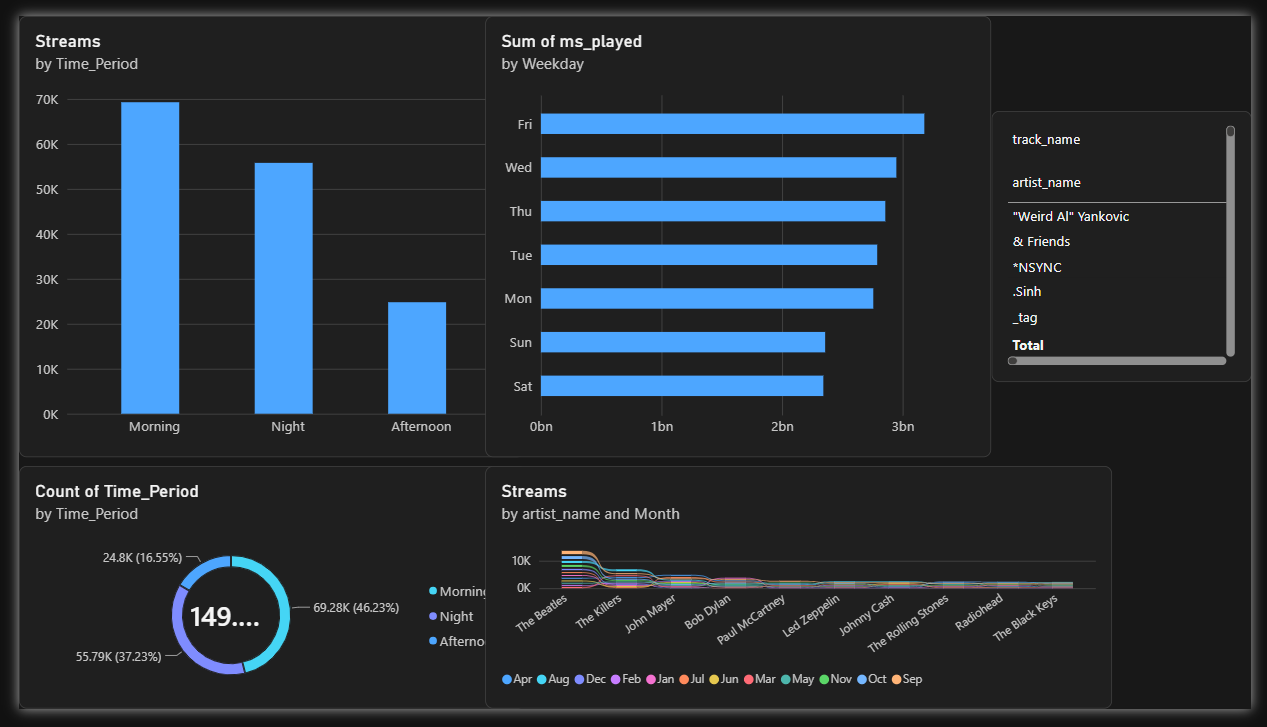 Streams
by Time_Period
70K
60K
50K
40K
30K
20K
10K
0K
Morning Night Afternoon
Sum of ms_played
by Weekday
Fri
Wed
Thu
Tue
Mon
Sun
Sat
0bn 1bn 2bn 3bn
track_name
artist_name
"Weird Al" Yankovic
& Friends
*NSYNC
.Sinh
_tag
Total
Count of Time_Period
by Time_Period
24.8K (16.55%)
69.28K (46.23%)
149....
55.79K (37.23%)
Morning
Night
Afterno
Streams
by artist_name and Month
10K
0K
The Beatles
The Killers
John Mayer
Bob Dylan
Paul McCartney
Led Zeppelin
Johnny Cash
The Rolling Stones
Radiohead
The Black Keys
Apr Aug Dec Feb Jan Jul Jun Mar May Nov Oct Sep